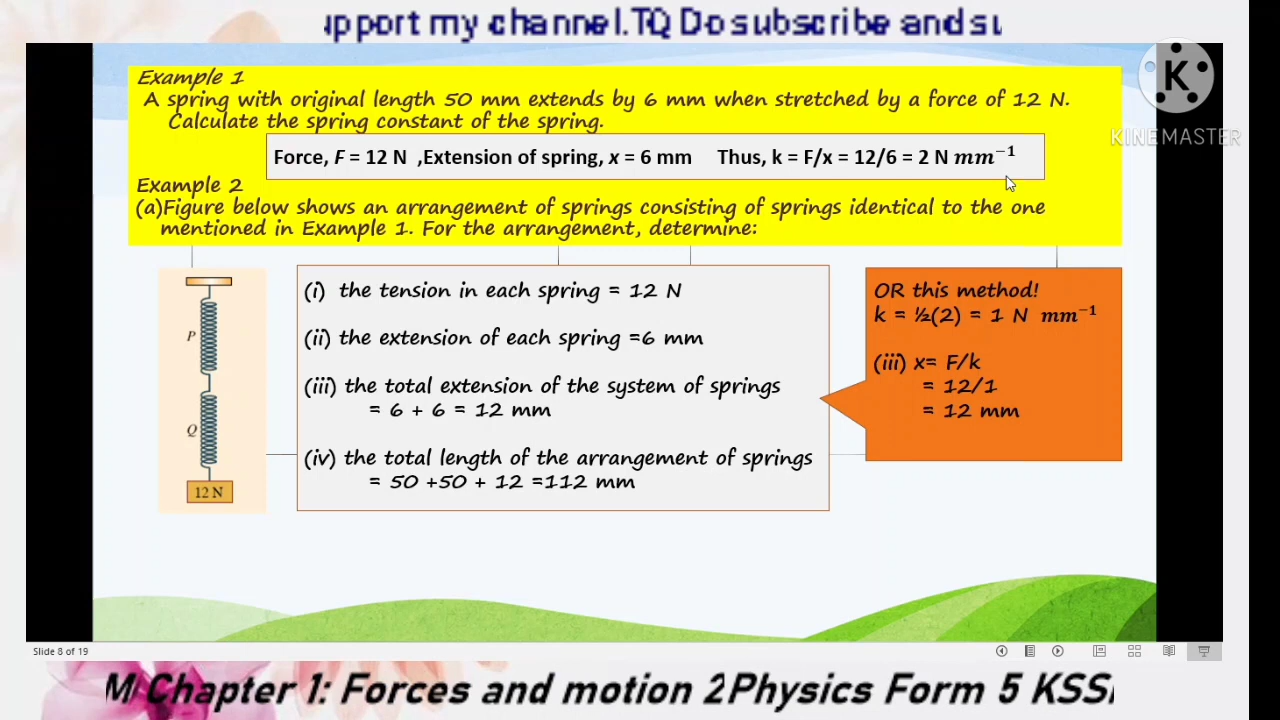 upport my channel.TQ Do subscribe and su
K
KINEMASTER
Example 1
A spring with original length 50 mm extends by 6 mm when stretched by a force of 12 N.
Calculate the spring constant of the spring.
Force, F = 12 N ,Extension of spring, x = 6 mm Thus, k = F/x = 12/6 = 2 N mm⁻¹
Example 2
(a)Figure below shows an arrangement of springs consisting of springs identical to the one
mentioned in Example 1. For the arrangement, determine:
P
Q
12 N
(i) the tension in each spring = 12 N
(ii) the extension of each spring =6 mm
(iii) the total extension of the system of springs
= 6 + 6 = 12 mm
(iv) the total length of the arrangement of springs
= 50 +50 + 12 =112 mm
OR this method!
k = ½(2) = 1 N mm⁻¹
(iii) x= F/k
= 12/1
= 12 mm
Slide 8 of 19
M Chapter 1: Forces and motion 2Physics Form 5 KSS